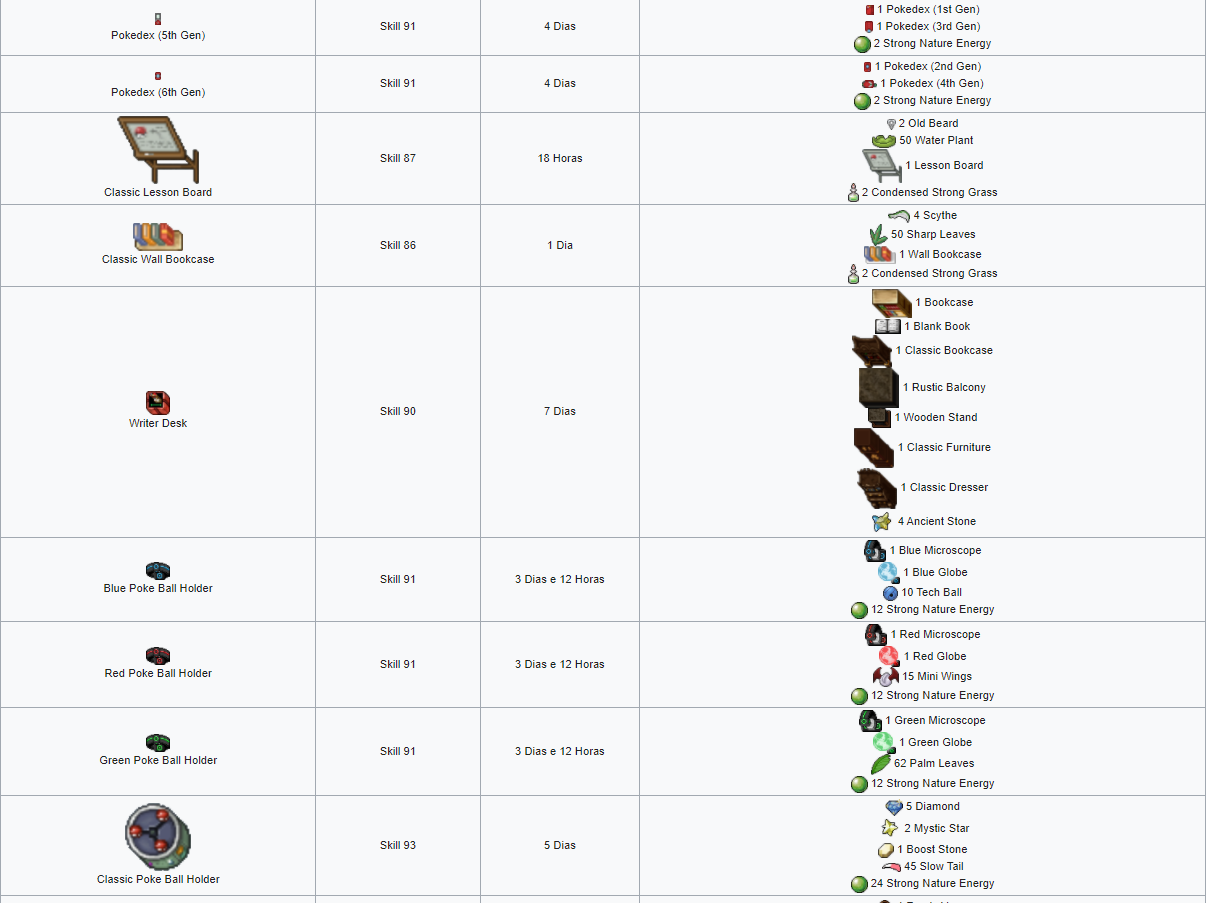 Pokedex (5th Gen)
Skill 91
4 Dias
1 Pokedex (1st Gen)
1 Pokedex (3rd Gen)
2 Strong Nature Energy
Pokedex (6th Gen)
Skill 91
4 Dias
1 Pokedex (2nd Gen)
1 Pokedex (4th Gen)
2 Strong Nature Energy
Classic Lesson Board
Skill 87
18 Horas
2 Old Beard
50 Water Plant
1 Lesson Board
2 Condensed Strong Grass
Classic Wall Bookcase
Skill 86
1 Dia
4 Scythe
50 Sharp Leaves
1 Wall Bookcase
2 Condensed Strong Grass
Writer Desk
Skill 90
7 Dias
1 Bookcase
1 Blank Book
1 Classic Bookcase
1 Rustic Balcony
1 Wooden Stand
1 Classic Furniture
1 Classic Dresser
4 Ancient Stone
Blue Poke Ball Holder
Skill 91
3 Dias e 12 Horas
1 Blue Microscope
1 Blue Globe
10 Tech Ball
12 Strong Nature Energy
Red Poke Ball Holder
Skill 91
3 Dias e 12 Horas
1 Red Microscope
1 Red Globe
15 Mini Wings
12 Strong Nature Energy
Green Poke Ball Holder
Skill 91
3 Dias e 12 Horas
1 Green Microscope
1 Green Globe
62 Palm Leaves
12 Strong Nature Energy
Classic Poke Ball Holder
Skill 93
5 Dias
5 Diamond
2 Mystic Star
1 Boost Stone
45 Slow Tail
24 Strong Nature Energy